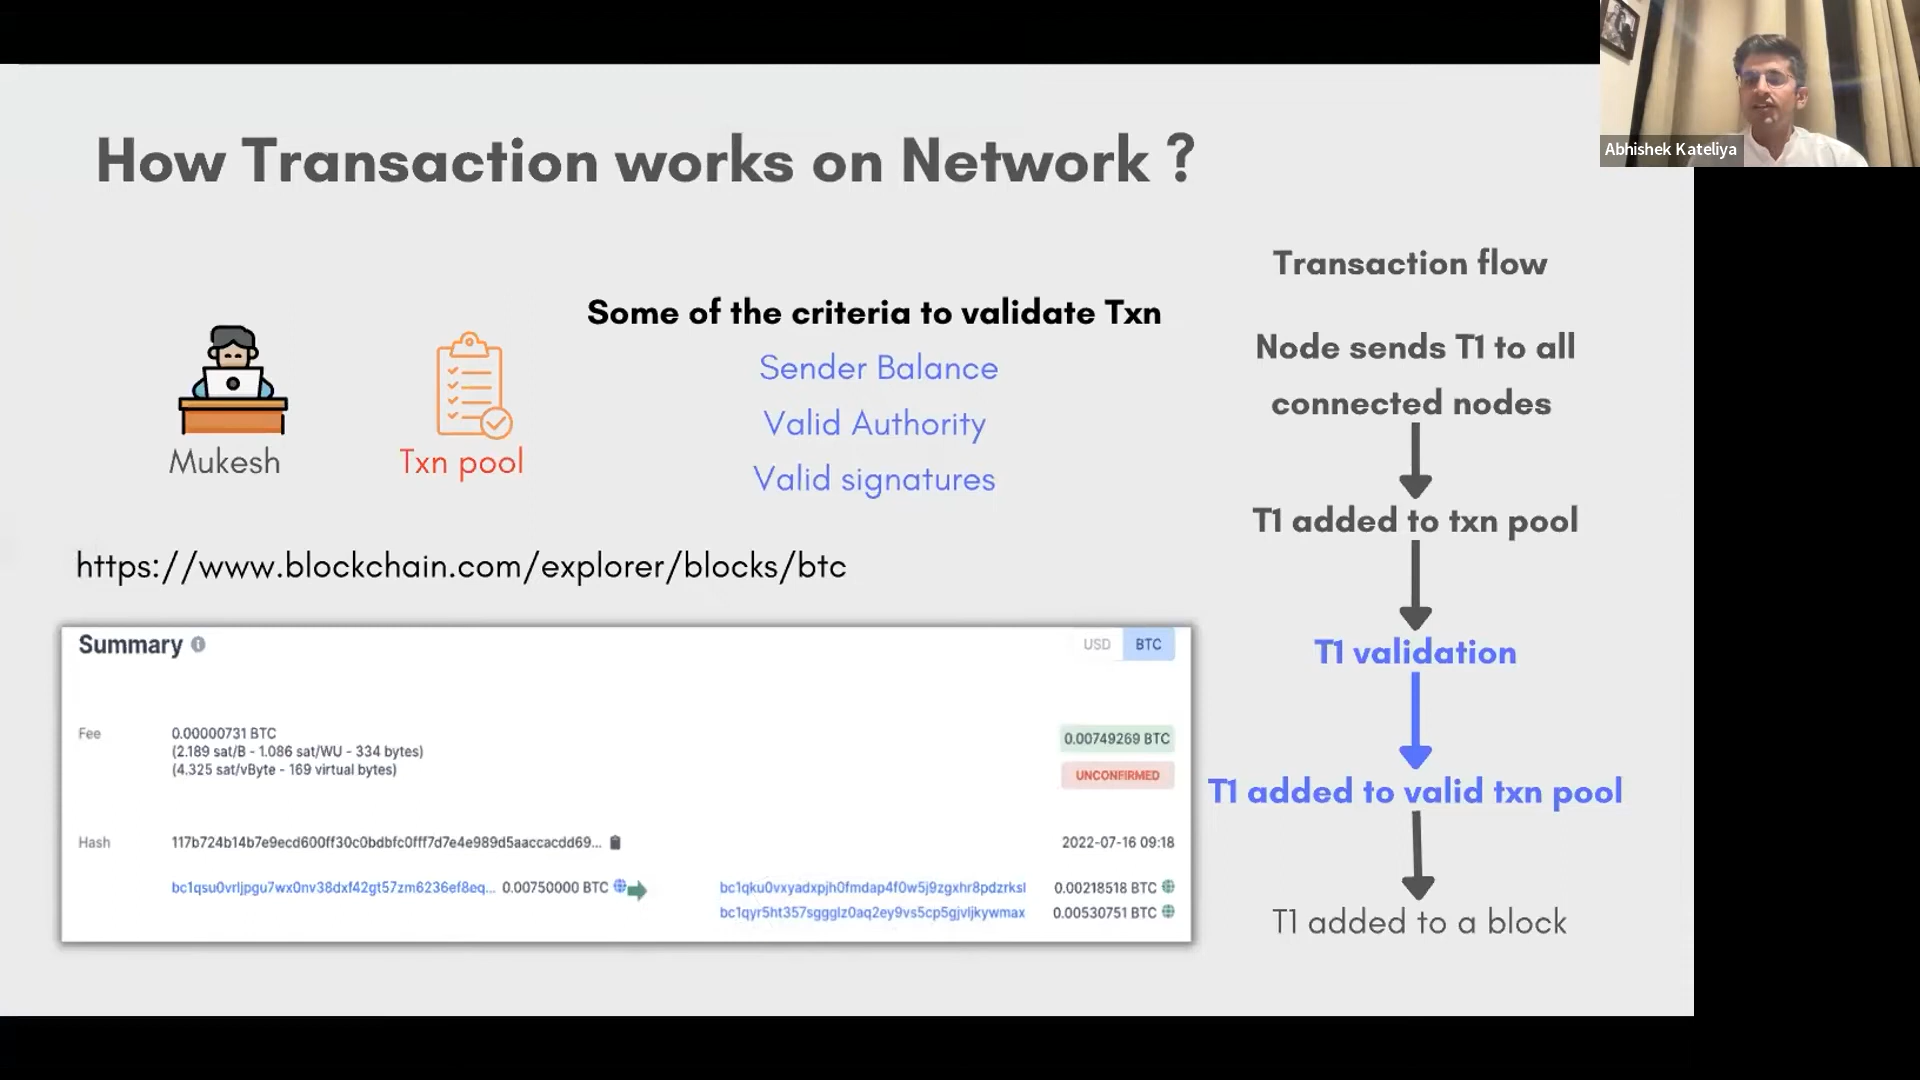 How Transaction works on Network ?
Abhishek Kateliya
Mukesh
Txn pool
Some of the criteria to validate Txn
Sender Balance
Valid Authority
Valid signatures
https://www.blockchain.com/explorer/blocks/btc
Summary
USD BTC
Fee 0.00000731 BTC 0.00749269 BTC
(2.189 sat/B - 1.086 sat/WU - 334 bytes)
(4.325 sat/vByte - 169 virtual bytes) UNCONFIRMED
Hash 117b724b14b7e9ecd600ff30c0bdbfc0fff7d7e4e989d5aaccacdd69... 2022-07-16 09:18
bc1qsu0vrljpgu7wx0nv38dxf42gt57zm6236ef8eq... 0.00750000 BTC bc1qku0vxyadxpjh0fmdap4f0w5j9zgxhr8pdzrksl 0.00218518 BTC
bc1qyr5ht357sggglz0aq2ey9vs5cp5gjvljkywmax 0.00530751 BTC
Transaction flow
Node sends T1 to all
connected nodes
T1 added to txn pool
T1 validation
T1 added to valid txn pool
T1 added to a block